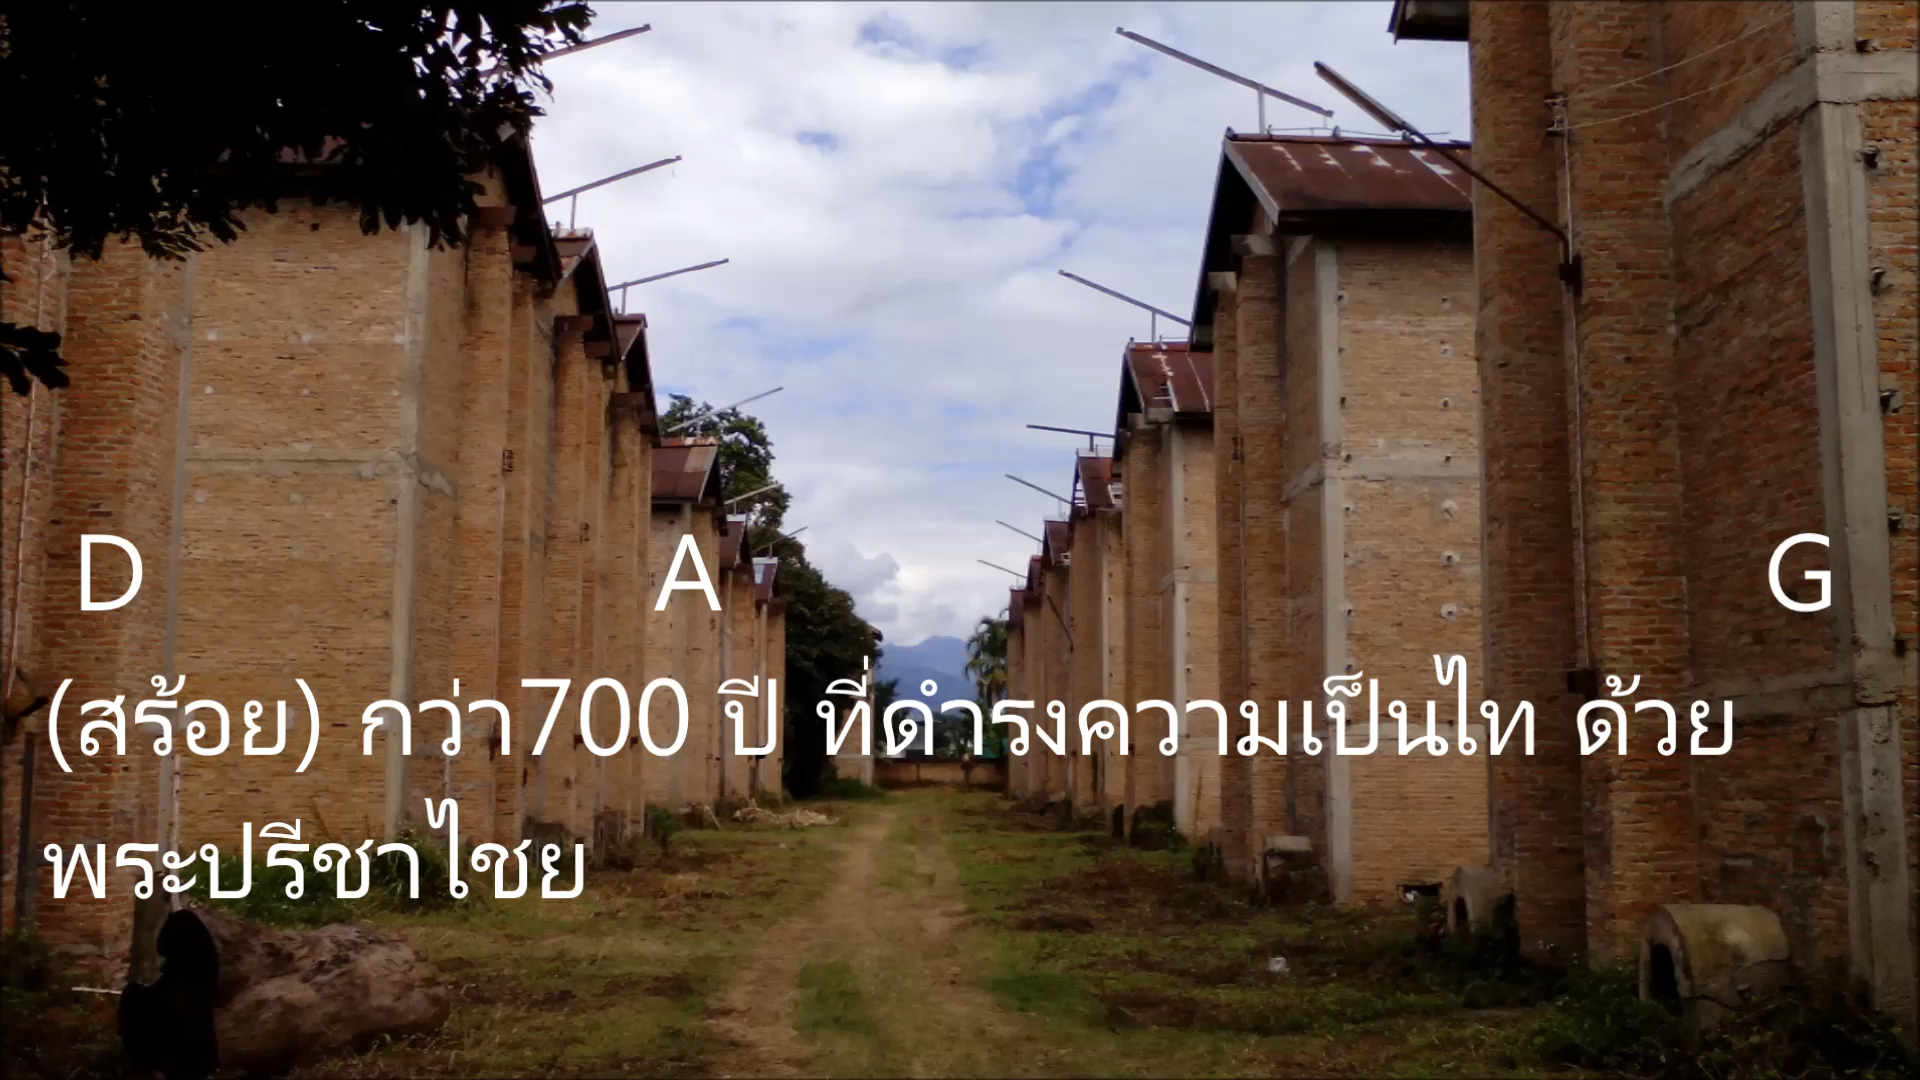 D A G
(สร้อย) กว่า700 ปี ที่ดำรงความเป็นไท ด้วย
พระปรีชาไชย